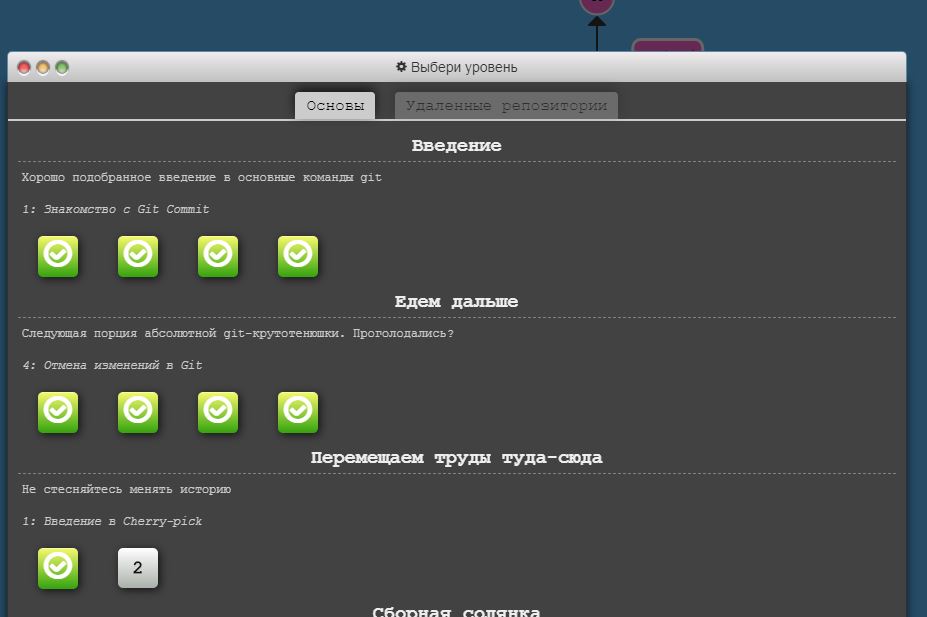 Выбери уровень
Основы
Удаленные репозитории
Введение
Хорошо подобранное введение в основные команды git
1: Знакомство с Git Commit
Едем дальше
Следующая порция абсолютной git-крутотенюшки. Проголодались?
4: Отмена изменений в Git
Перемещаем труды туда-сюда
Не стесняйтесь менять историю
1: Введение в Cherry-pick
2
Сборная солянка